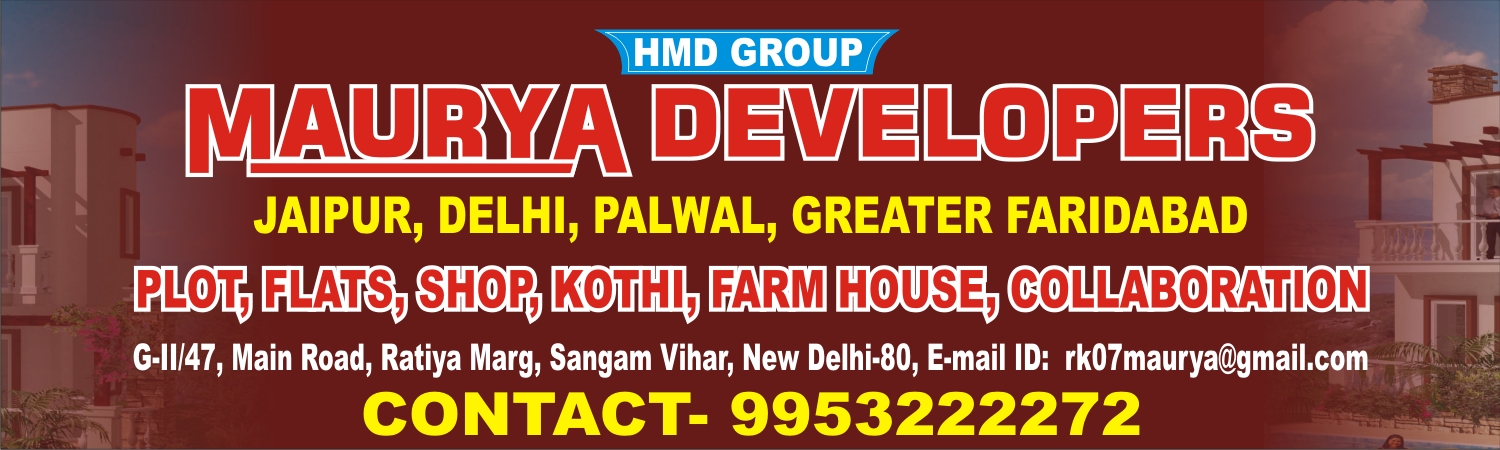 HMD GROUP
MAURYA DEVELOPERS
JAIPUR, DELHI, PALWAL, GREATER FARIDABAD
PLOT, FLATS, SHOP, KOTHI, FARM HOUSE, COLLABORATION
G-II/47, Main Road, Ratiya Marg, Sangam Vihar, New Delhi-80, E-mail ID: rk07maurya@gmail.com
CONTACT- 9953222272